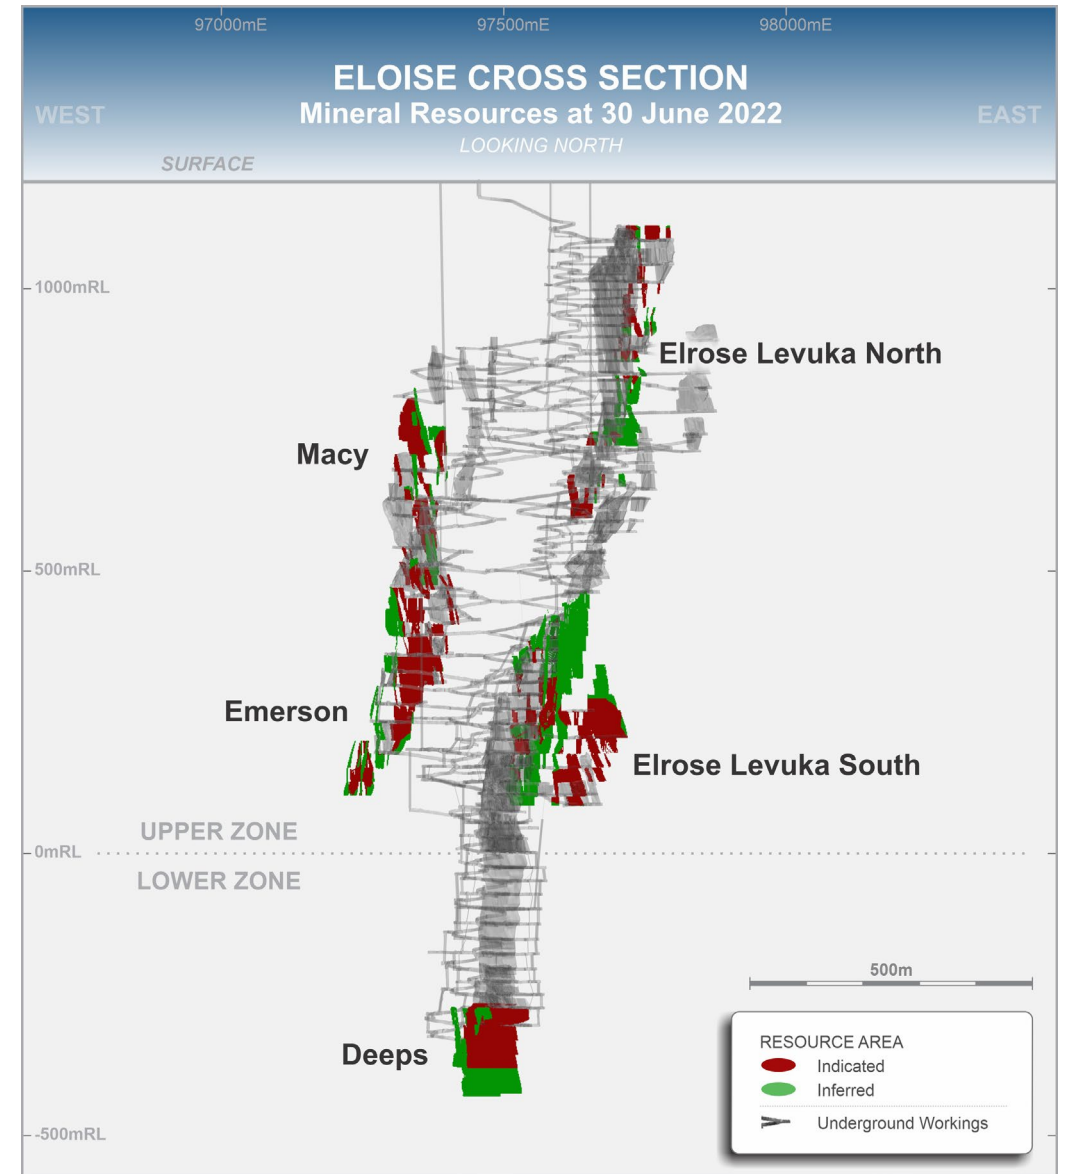 97000mE 97500mE 98000mE
ELOISE CROSS SECTION
WEST Mineral Resources at 30 June 2022 EAST
LOOKING NORTH
SURFACE
1000mRL
Elrose Levuka North
Macy
500mRL
Emerson
Elrose Levuka South
UPPER ZONE
0mRL
LOWER ZONE
500m
RESOURCE AREA
Deeps
Indicated
Inferred
Underground Workings
-500mRL